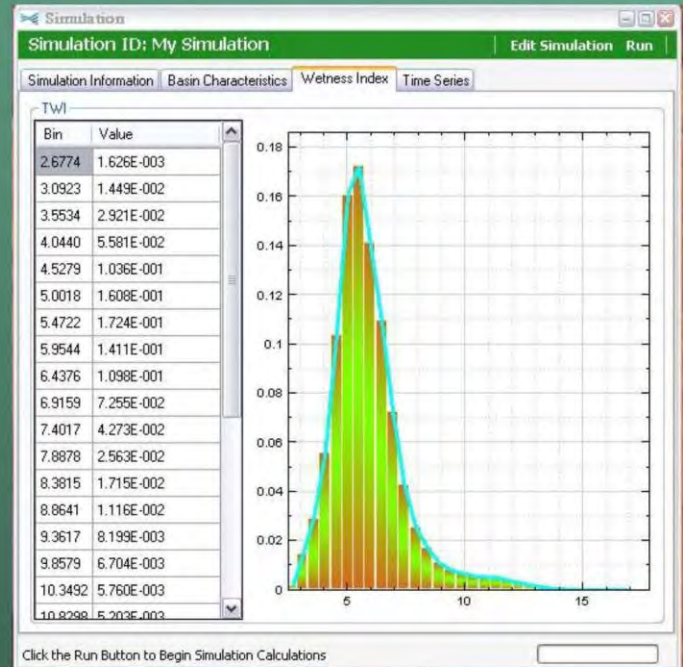 Simulation
Simulation ID: My Simulation | Edit Simulation Run |
Simulation Information Basin Characteristics Wetness Index Time Series
TWI
Bin Value
2.6774 1.626E-003
3.0923 1.449E-002
3.5534 2.921E-002
4.0440 5.581E-002
4.5279 1.036E-001
5.0018 1.608E-001
5.4722 1.724E-001
5.9544 1.411E-001
6.4376 1.098E-001
6.9159 7.255E-002
7.4017 4.273E-002
7.8878 2.563E-002
8.3815 1.715E-002
8.8641 1.116E-002
9.3617 8.199E-003
9.8579 6.704E-003
10.3492 5.760E-003
10.8298 5.203E-003
0.18
0.16
0.14
0.12
0.1
0.08
0.06
0.04
0.02
0
5 10 15
Click the Run Button to Begin Simulation Calculations